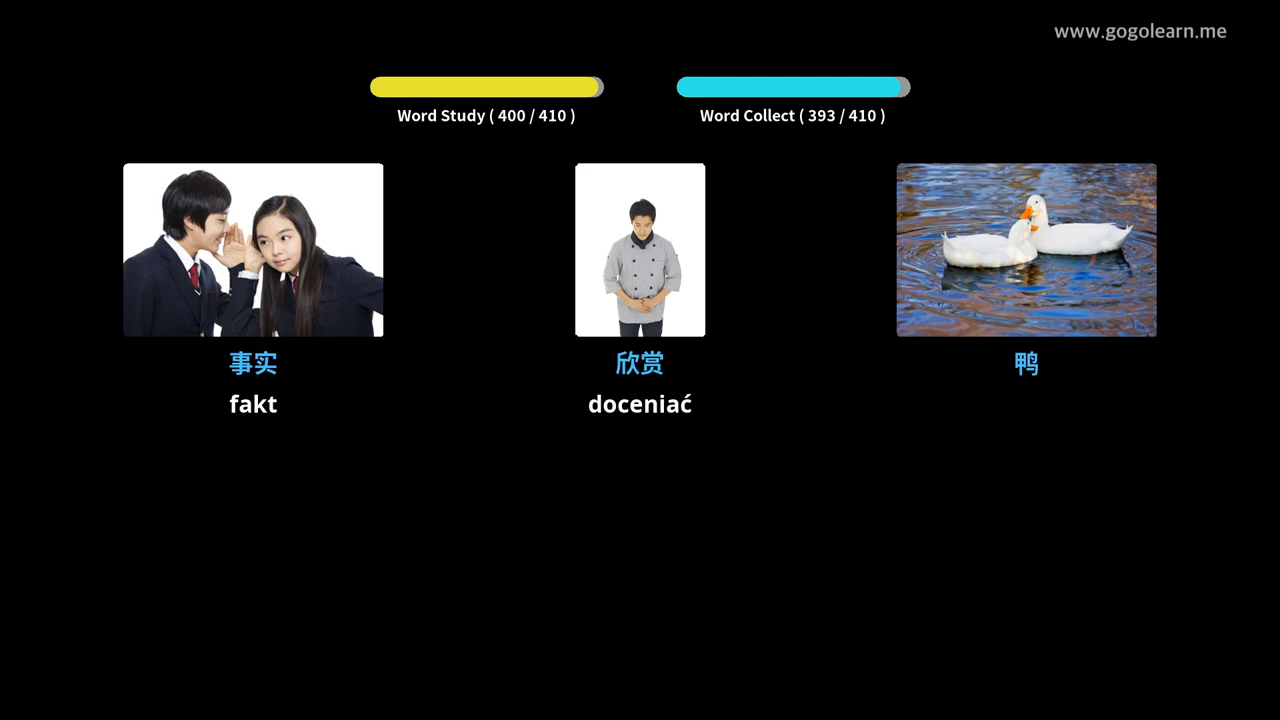 www.gogolearn.me
Word Study ( 400 / 410 )
Word Collect ( 393 / 410 )
事实
欣赏
鸭
fakt
doceniać